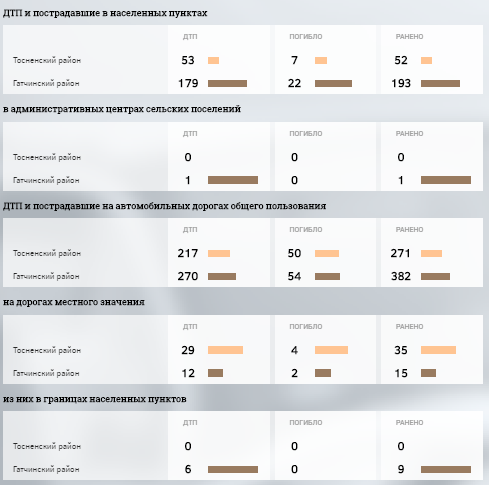 ДТП и пострадавшие в населенных пунктах
ДТП ПОГИБЛО РАНЕНО
Тосненский район 53 7 52
Гатчинский район 179 22 193
в административных центрах сельских поселений
ДТП ПОГИБЛО РАНЕНО
Тосненский район 0 0 0
Гатчинский район 1 0 1
ДТП и пострадавшие на автомобильных дорогах общего пользования
ДТП ПОГИБЛО РАНЕНО
Тосненский район 217 50 271
Гатчинский район 270 54 382
на дорогах местного значения
ДТП ПОГИБЛО РАНЕНО
Тосненский район 29 4 35
Гатчинский район 12 2 15
из них в границах населенных пунктов
ДТП ПОГИБЛО РАНЕНО
Тосненский район 0 0 0
Гатчинский район 6 0 9